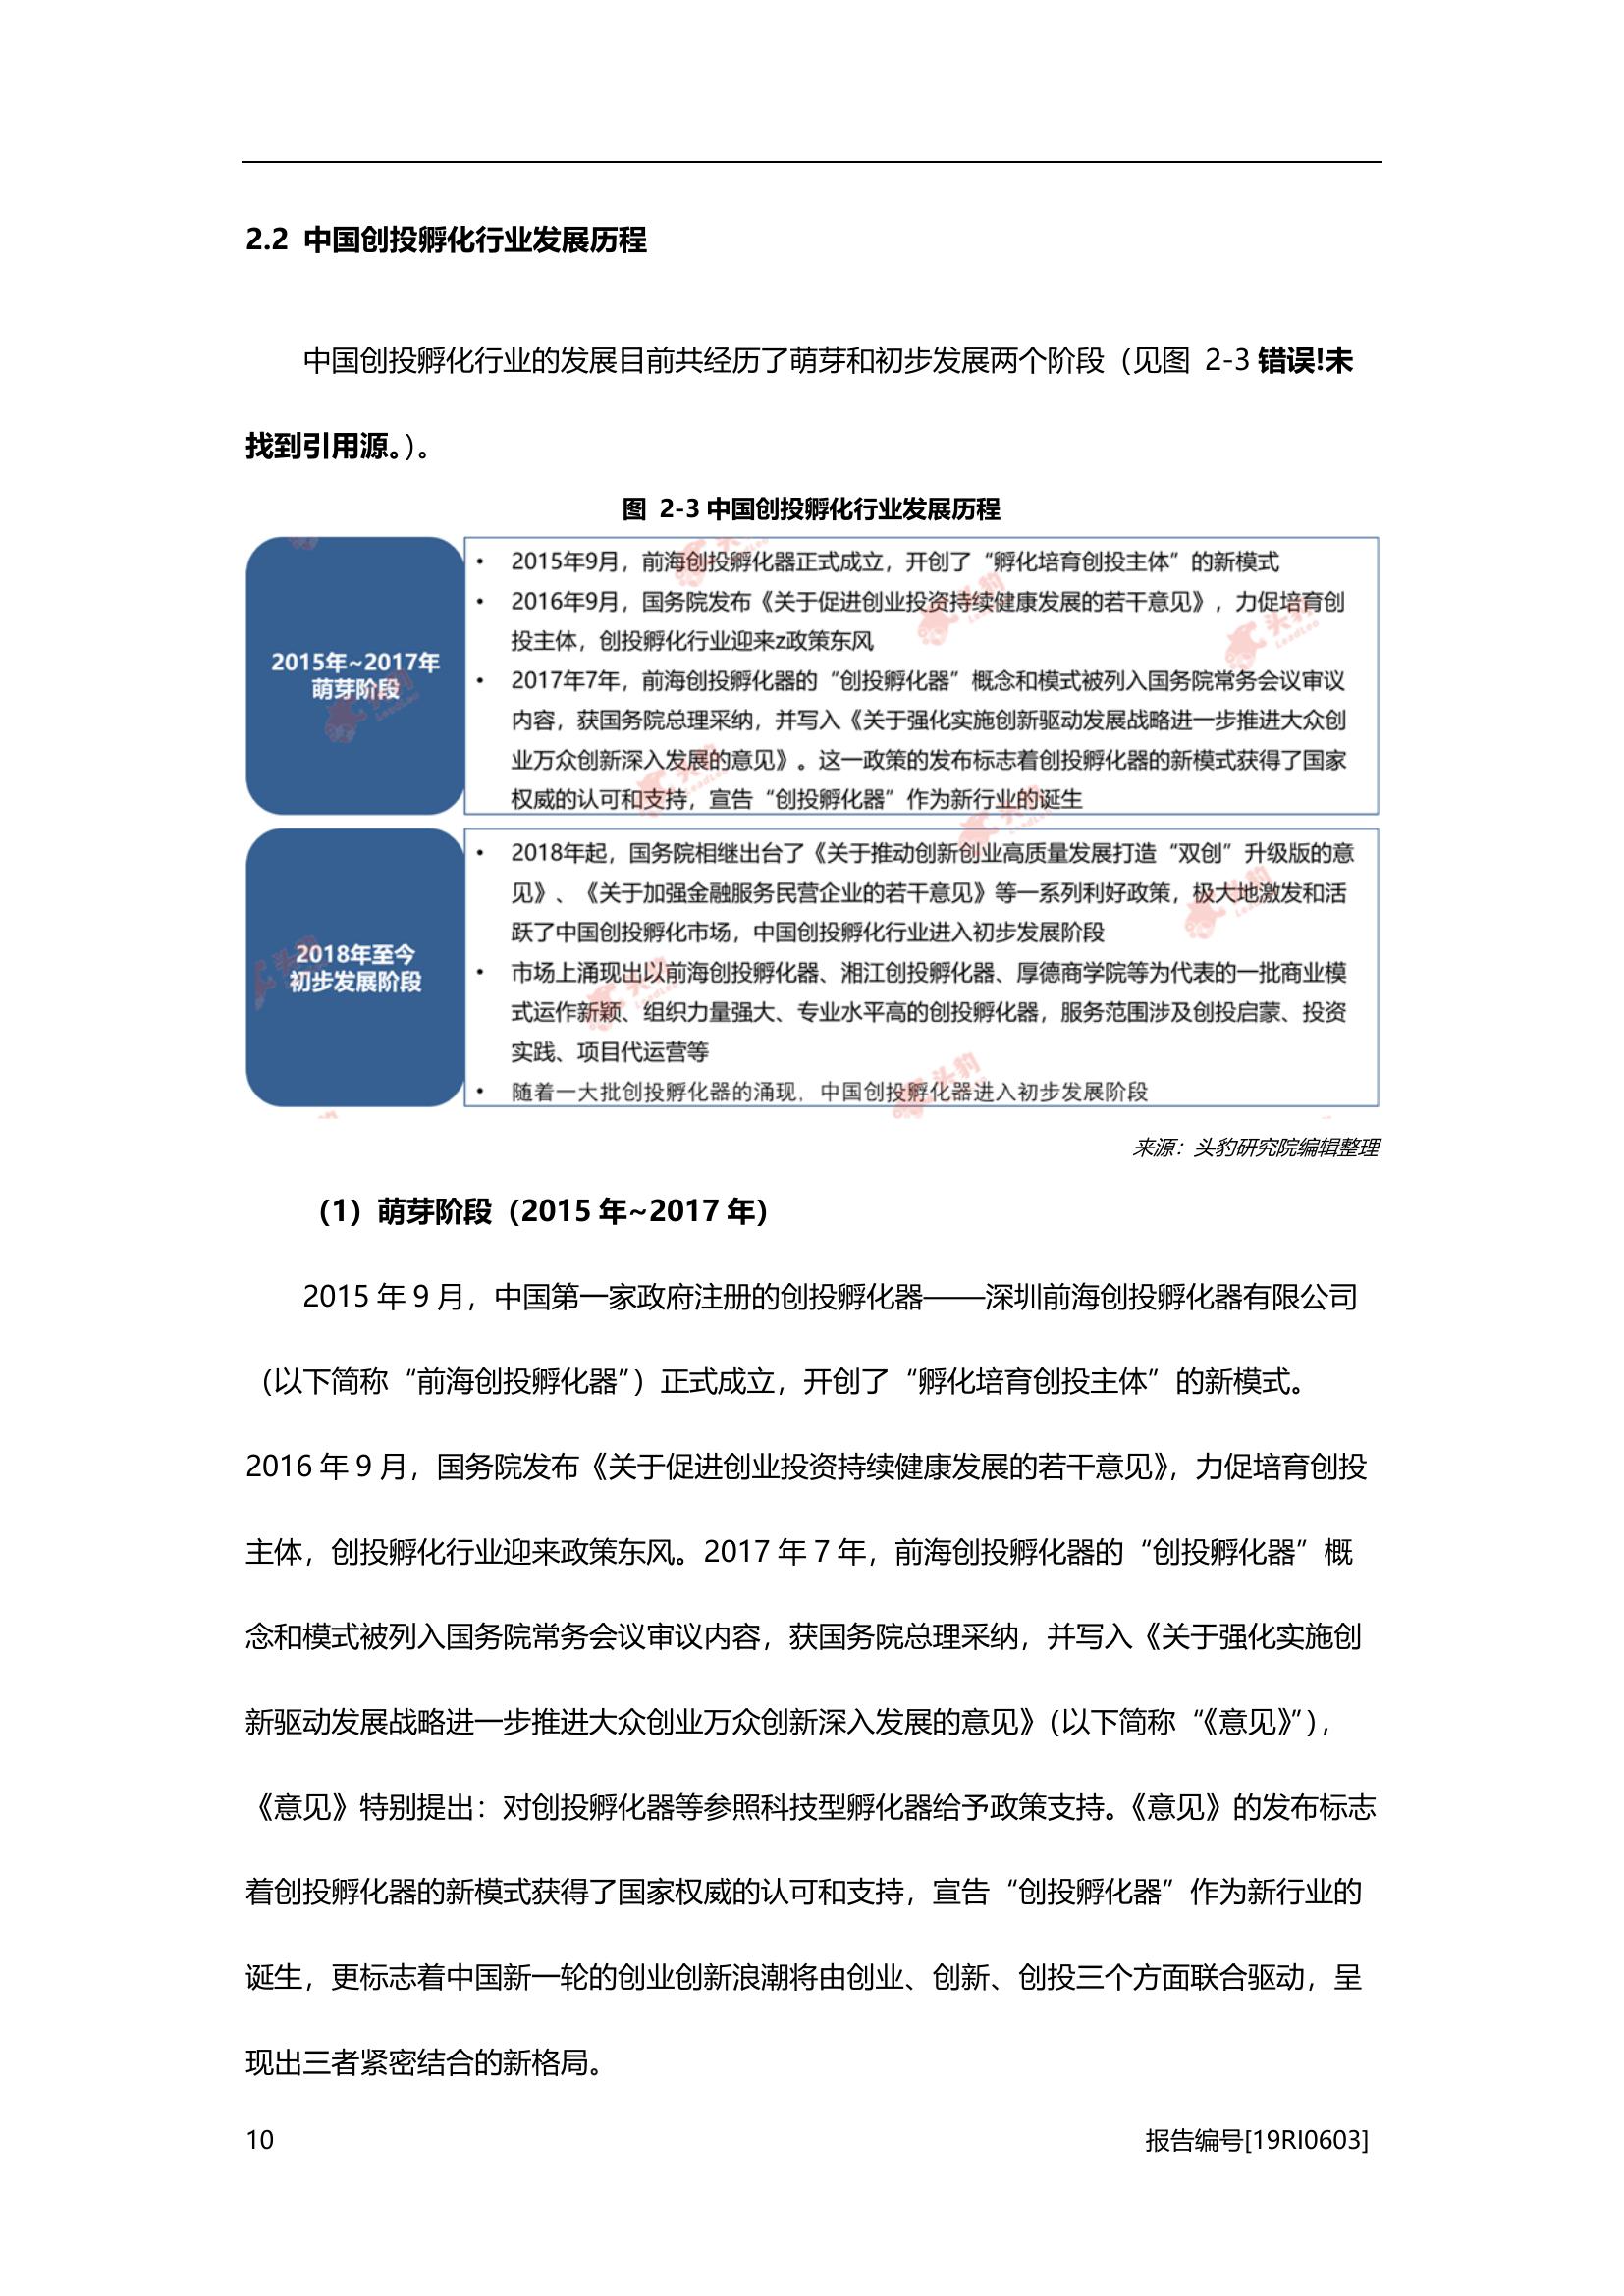 2.2 中国创投孵化行业发展历程
中国创投孵化行业的发展目前共经历了萌芽和初步发展两个阶段（见图 2-3 错误!未
找到引用源。）。
图 2-3 中国创投孵化行业发展历程
2015年~2017年
萌芽阶段
• 2015年9月，前海创投孵化器正式成立，开创了“孵化培育创投主体”的新模式
• 2016年9月，国务院发布《关于促进创业投资持续健康发展的若干意见》，力促培育创
投主体，创投孵化行业迎来z政策东风
• 2017年7年，前海创投孵化器的“创投孵化器”概念和模式被列入国务院常务会议审议
内容，获国务院总理采纳，并写入《关于强化实施创新驱动发展战略进一步推进大众创
业万众创新深入发展的意见》。这一政策的发布标志着创投孵化器的新模式获得了国家
权威的认可和支持，宣告“创投孵化器”作为新行业的诞生
2018年至今
初步发展阶段
• 2018年起，国务院相继出台了《关于推动创新创业高质量发展打造“双创”升级版的意
见》、《关于加强金融服务民营企业的若干意见》等一系列利好政策，极大地激发和活
跃了中国创投孵化市场，中国创投孵化行业进入初步发展阶段
• 市场上涌现出以前海创投孵化器、湘江创投孵化器、厚德商学院等为代表的一批商业模
式运作新颖、组织力量强大、专业水平高的创投孵化器，服务范围涉及创投启蒙、投资
实践、项目代运营等
• 随着一大批创投孵化器的涌现，中国创投孵化器进入初步发展阶段
来源：头豹研究院编辑整理
（1）萌芽阶段（2015 年~2017 年）
2015 年 9 月，中国第一家政府注册的创投孵化器——深圳前海创投孵化器有限公司
（以下简称“前海创投孵化器”）正式成立，开创了“孵化培育创投主体”的新模式。
2016 年 9 月，国务院发布《关于促进创业投资持续健康发展的若干意见》，力促培育创投
主体，创投孵化行业迎来政策东风。2017 年 7 年，前海创投孵化器的“创投孵化器”概
念和模式被列入国务院常务会议审议内容，获国务院总理采纳，并写入《关于强化实施创
新驱动发展战略进一步推进大众创业万众创新深入发展的意见》（以下简称“《意见》”），
《意见》特别提出：对创投孵化器等参照科技型孵化器给予政策支持。《意见》的发布标志
着创投孵化器的新模式获得了国家权威的认可和支持，宣告“创投孵化器”作为新行业的
诞生，更标志着中国新一轮的创业创新浪潮将由创业、创新、创投三个方面联合驱动，呈
现出三者紧密结合的新格局。
10
报告编号[19RI0603]